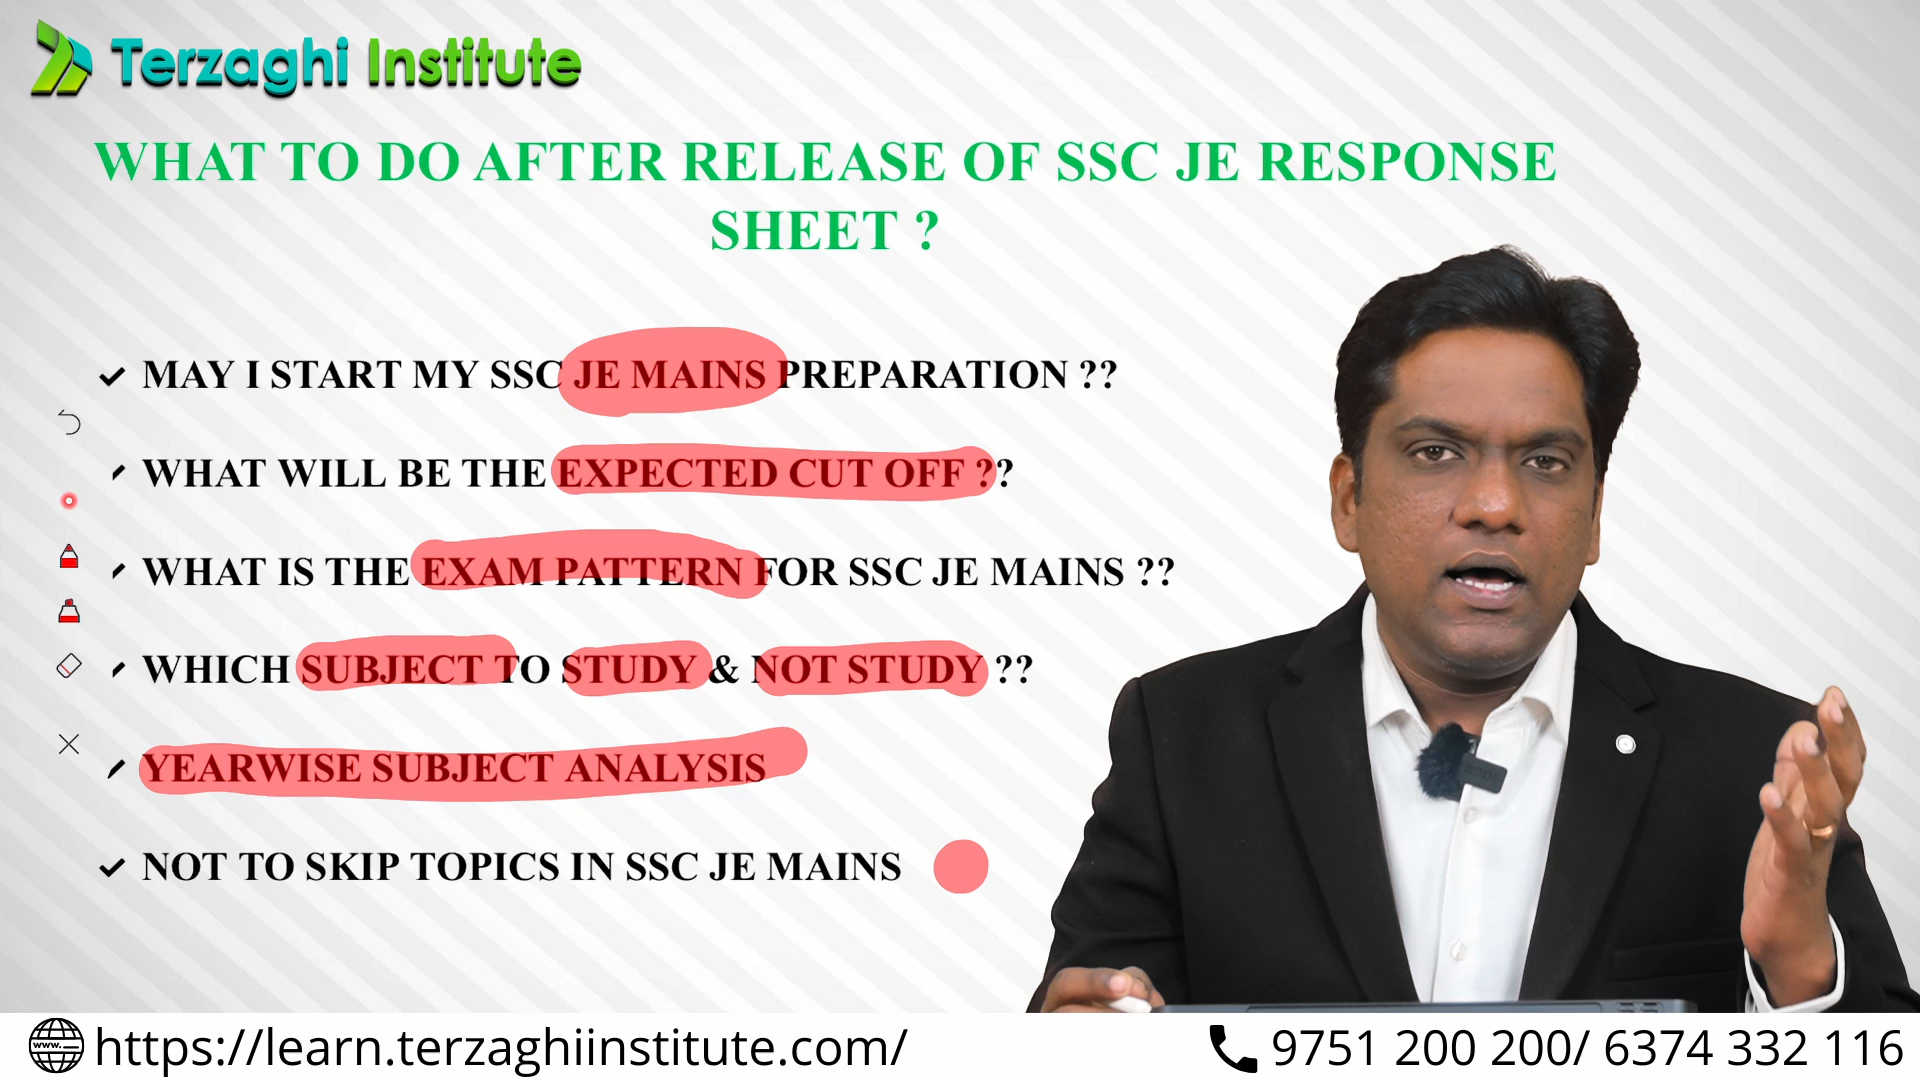 Terzaghi Institute
WHAT TO DO AFTER RELEASE OF SSC JE RESPONSE
SHEET ?
MAY I START MY SSC JE MAINS PREPARATION ??
WHAT WILL BE THE EXPECTED CUT OFF ??
WHAT IS THE EXAM PATTERN FOR SSC JE MAINS ??
WHICH SUBJECT TO STUDY & NOT STUDY ??
YEARWISE SUBJECT ANALYSIS
NOT TO SKIP TOPICS IN SSC JE MAINS
www. https://learn.terzaghiinstitute.com/ 9751 200 200/ 6374 332 116